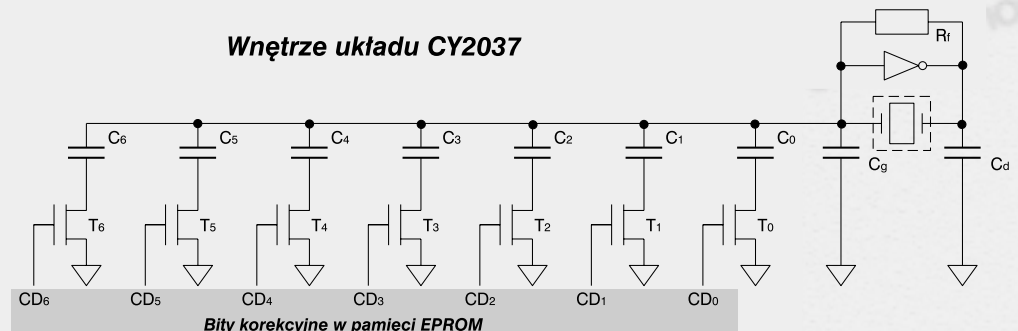 Wnętrze układu CY2037
Rf
C6 C5 C4 C3 C2 C1 C0
Cg Cd
T6 T5 T4 T3 T2 T1 T0
CD6 CD5 CD4 CD3 CD2 CD1 CD0
Bity korekcyjne w pamięci EPROM